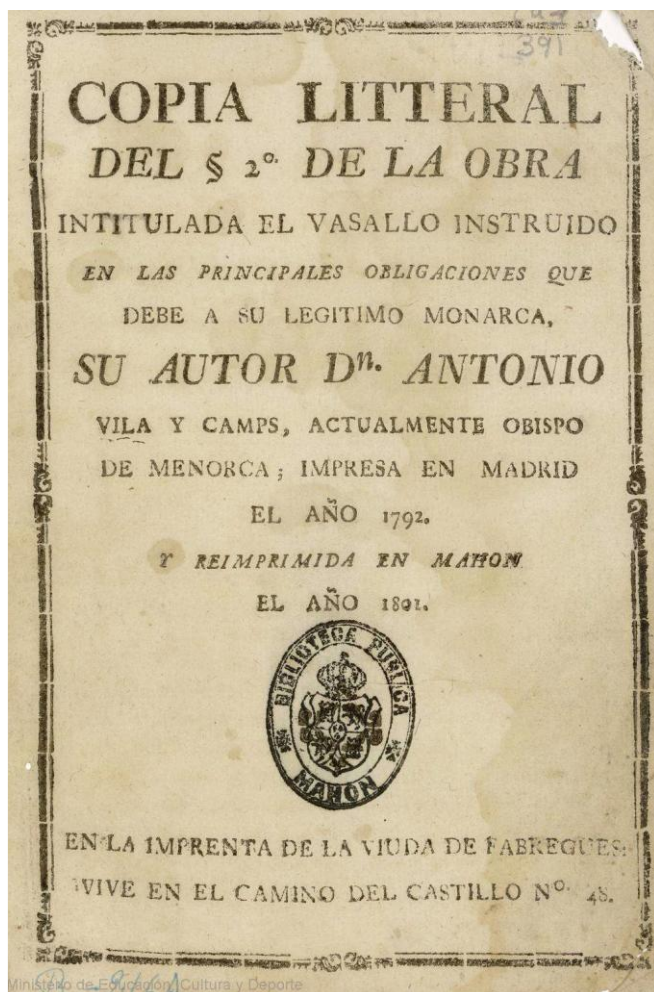 391
COPIA LITTERAL
DEL § 2º. DE LA OBRA
INTITULADA EL VASALLO INSTRUIDO
EN LAS PRINCIPALES OBLIGACIONES QUE
DEBE A SU LEGITIMO MONARCA,
SU AUTOR Dⁿ. ANTONIO
VILA Y CAMPS, ACTUALMENTE OBISPO
DE MENORCA; IMPRESA EN MADRID
EL AÑO 1792.
Y REIMPRIMIDA EN MAHON
EL AÑO 1801.
BIBLIOTECA PUBLICA
MAHON
EN LA IMPRENTA DE LA VIUDA DE FABREGUES:
VIVE EN EL CAMINO DEL CASTILLO Nº. 48.
Ministerio de Educación, Cultura y Deporte